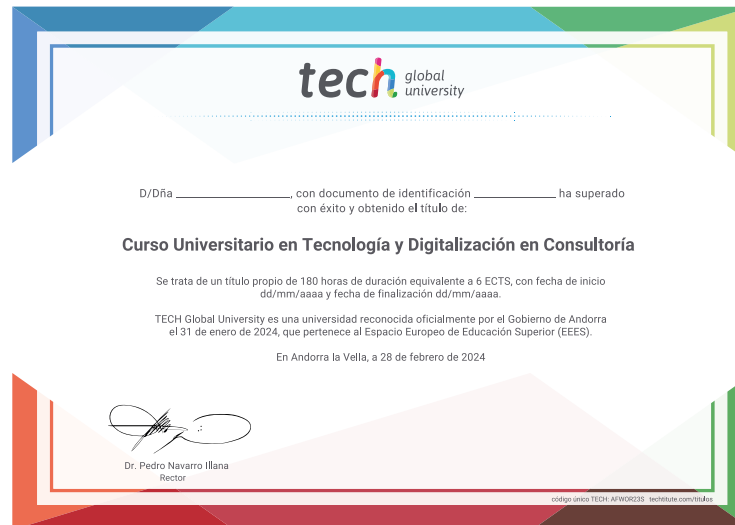 tech global university
D/Dña ____________________, con documento de identificación ______________ ha superado
con éxito y obtenido el título de:
Curso Universitario en Tecnología y Digitalización en Consultoría
Se trata de un título propio de 180 horas de duración equivalente a 6 ECTS, con fecha de inicio
dd/mm/aaaa y fecha de finalización dd/mm/aaaa.
TECH Global University es una universidad reconocida oficialmente por el Gobierno de Andorra
el 31 de enero de 2024, que pertenece al Espacio Europeo de Educación Superior (EEES).
En Andorra la Vella, a 28 de febrero de 2024
Dr. Pedro Navarro Illana
Rector
código único TECH: AFWOR23S techtitute.com/titulos